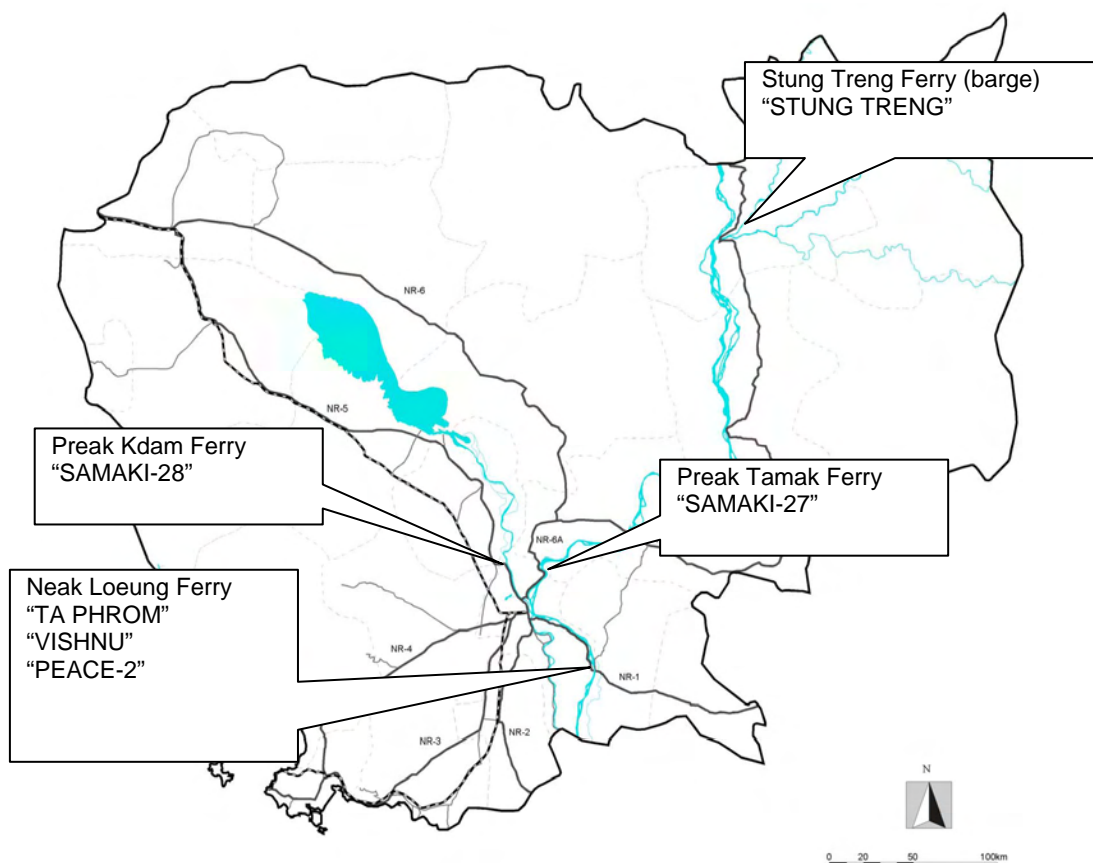 Stung Treng Ferry (barge)
“STUNG TRENG”
NR-6
NR-5
Preak Kdam Ferry
“SAMAKI-28”
Preak Tamak Ferry
“SAMAKI-27”
NR-6A
Neak Loeung Ferry
“TA PHROM”
“VISHNU”
“PEACE-2”
NR-4
NR-1
NR-3
NR-2
N
0 20 50 100km